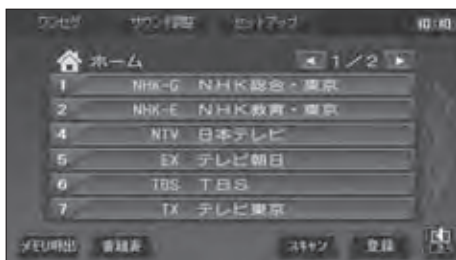 ワンセグ サウンド調整 セットアップ 10:10
ホーム ◀ 1/2 ▶
1 NHK-G NHK総合・東京
2 NHK-E NHK教育・東京
4 NTV 日本テレビ
5 EX テレビ朝日
6 TBS TBS
7 TX テレビ東京
メモリ呼出 番組表 スキャン 登録